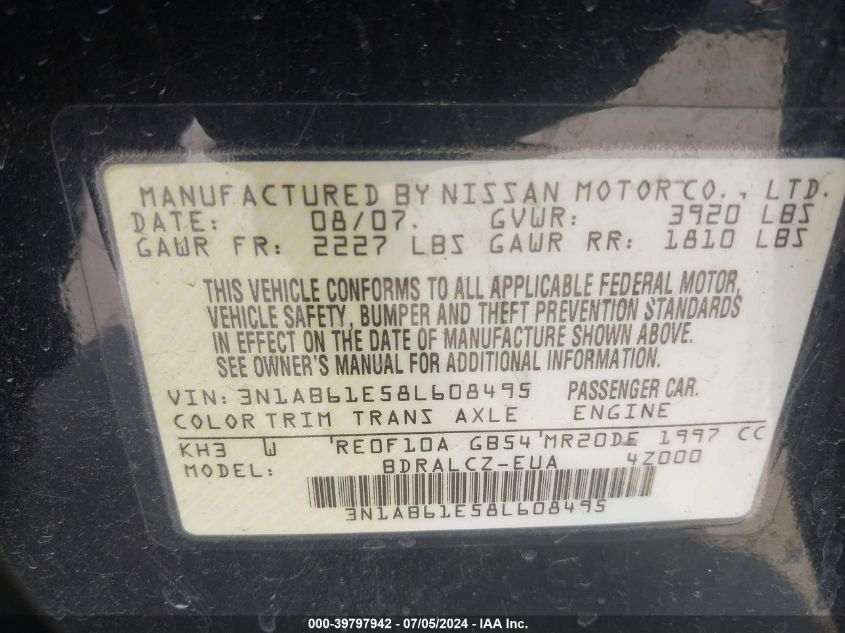 MANUFACTURED BY NISSAN MOTOR CO., LTD.
DATE: 08/07. GVWR: 3920 LBS
GAWR FR: 2227 LBS GAWR RR: 1810 LBS
THIS VEHICLE CONFORMS TO ALL APPLICABLE FEDERAL MOTOR
VEHICLE SAFETY, BUMPER AND THEFT PREVENTION STANDARDS
IN EFFECT ON THE DATE OF MANUFACTURE SHOWN ABOVE.
SEE OWNER'S MANUAL FOR ADDITIONAL INFORMATION.
VIN: 3N1AB61E58L608495 PASSENGER CAR.
COLOR TRIM TRANS AXLE ENGINE
KH3 W RE0F10A GB54 MR20DE 1997 CC
MODEL: BDRALCZ-EUA 4Z000
3N1AB61E58L608495
000-39797942 - 07/05/2024 - IAA Inc.